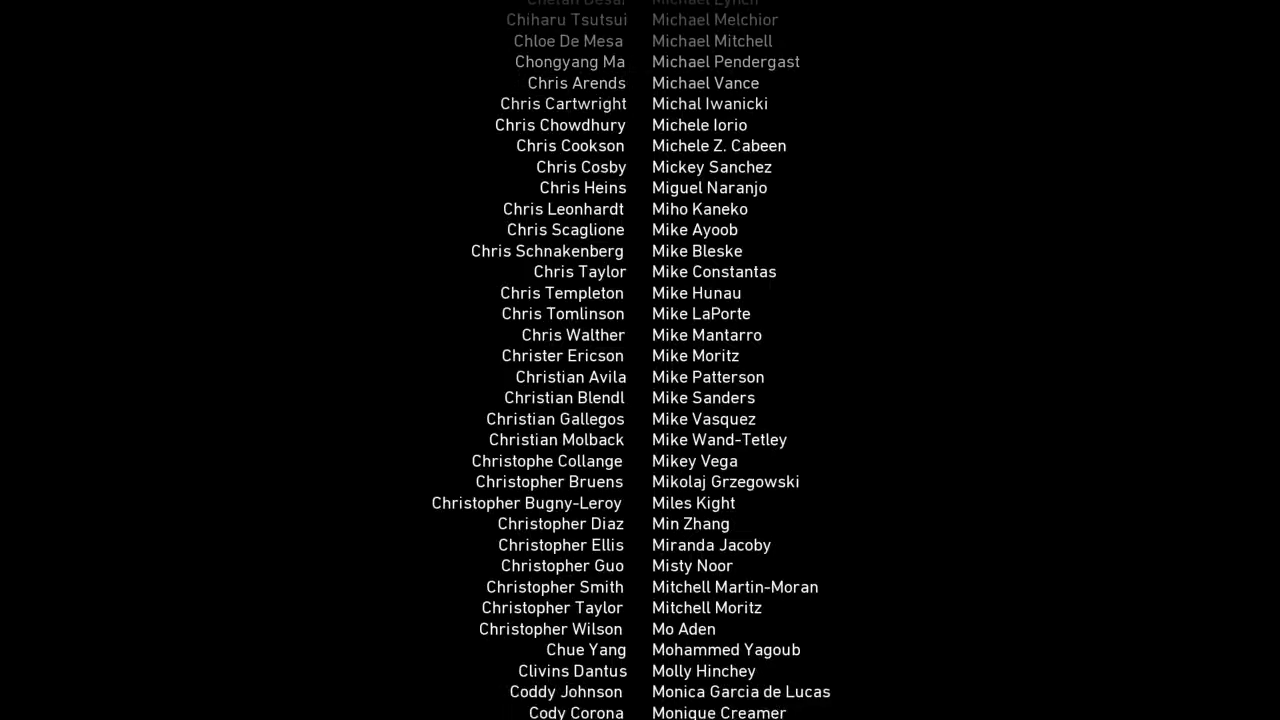 Chetan Desai Michael Lynch
Chiharu Tsutsui Michael Melchior
Chloe De Mesa Michael Mitchell
Chongyang Ma Michael Pendergast
Chris Arends Michael Vance
Chris Cartwright Michal Iwanicki
Chris Chowdhury Michele Iorio
Chris Cookson Michele Z. Cabeen
Chris Cosby Mickey Sanchez
Chris Heins Miguel Naranjo
Chris Leonhardt Miho Kaneko
Chris Scaglione Mike Ayoob
Chris Schnakenberg Mike Bleske
Chris Taylor Mike Constantas
Chris Templeton Mike Hunau
Chris Tomlinson Mike LaPorte
Chris Walther Mike Mantarro
Christer Ericson Mike Moritz
Christian Avila Mike Patterson
Christian Blendl Mike Sanders
Christian Gallegos Mike Vasquez
Christian Molback Mike Wand-Tetley
Christophe Collange Mikey Vega
Christopher Bruens Mikolaj Grzegowski
Christopher Bugny-Leroy Miles Kight
Christopher Diaz Min Zhang
Christopher Ellis Miranda Jacoby
Christopher Guo Misty Noor
Christopher Smith Mitchell Martin-Moran
Christopher Taylor Mitchell Moritz
Christopher Wilson Mo Aden
Chue Yang Mohammed Yagoub
Clivins Dantus Molly Hinchey
Coddy Johnson Monica Garcia de Lucas
Cody Corona Monique Creamer